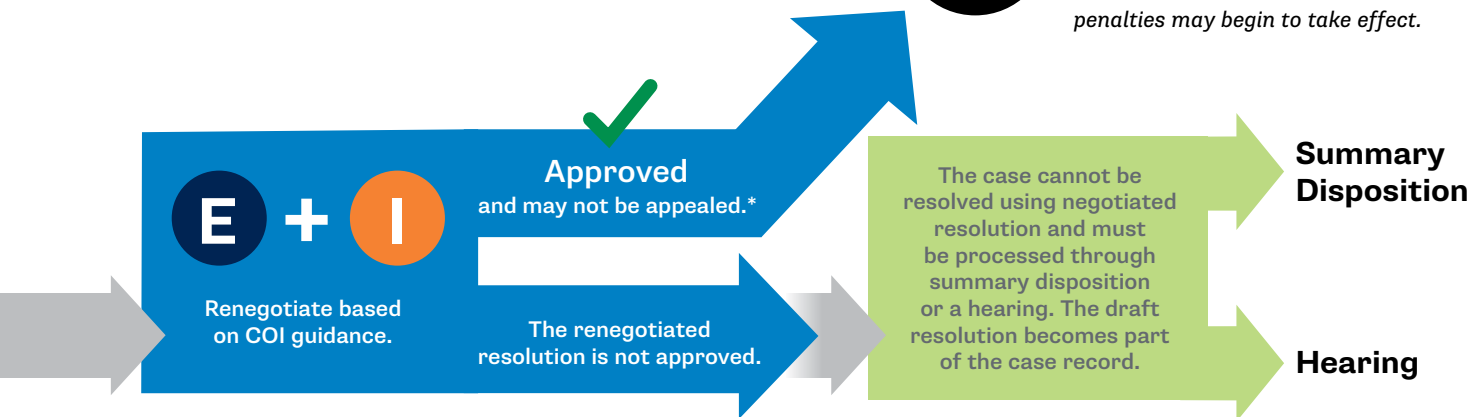 penalties may begin to take effect.
E + I
Renegotiate based
on COI guidance.
Approved
and may not be appealed.*
The renegotiated
resolution is not approved.
The case cannot be
resolved using negotiated
resolution and must
be processed through
summary disposition
or a hearing. The draft
resolution becomes part
of the case record.
Summary
Disposition
Hearing